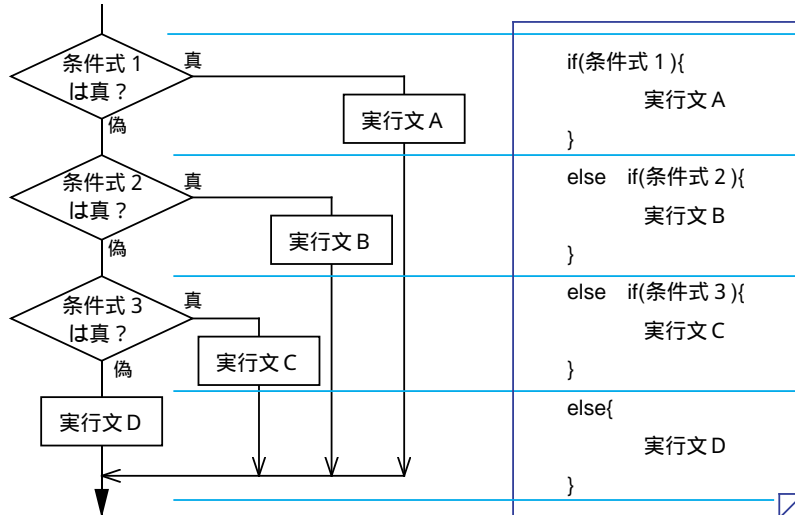 条件式 1
は真？
真
偽
実行文 A
条件式 2
は真？
真
偽
実行文 B
条件式 3
は真？
真
偽
実行文 C
実行文 D
if(条件式 1 ){
実行文 A
}
else　if(条件式 2 ){
実行文 B
}
else　if(条件式 3 ){
実行文 C
}
else{
実行文 D
}